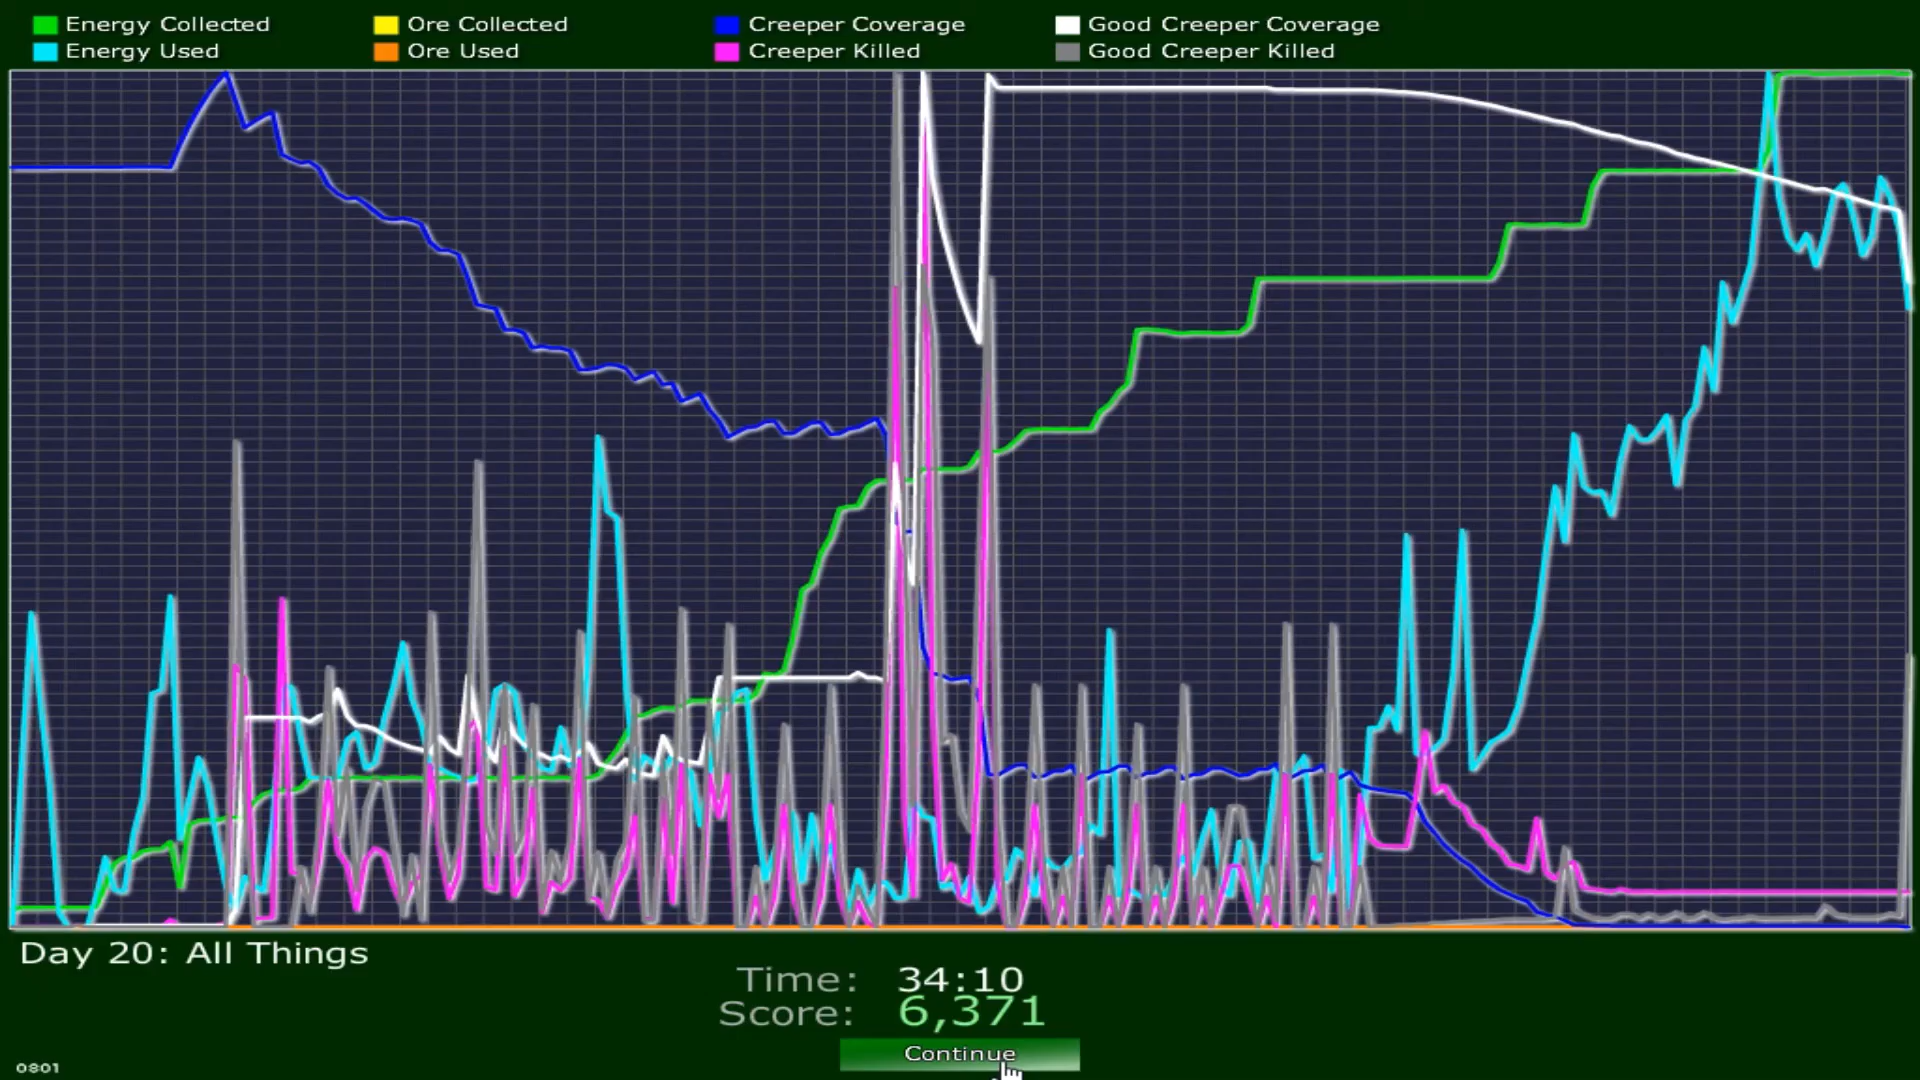 Energy Collected Ore Collected Creeper Coverage Good Creeper Coverage
Energy Used Ore Used Creeper Killed Good Creeper Killed
Day 20: All Things
Time: 34:10
Score: 6,371
Continue
0801